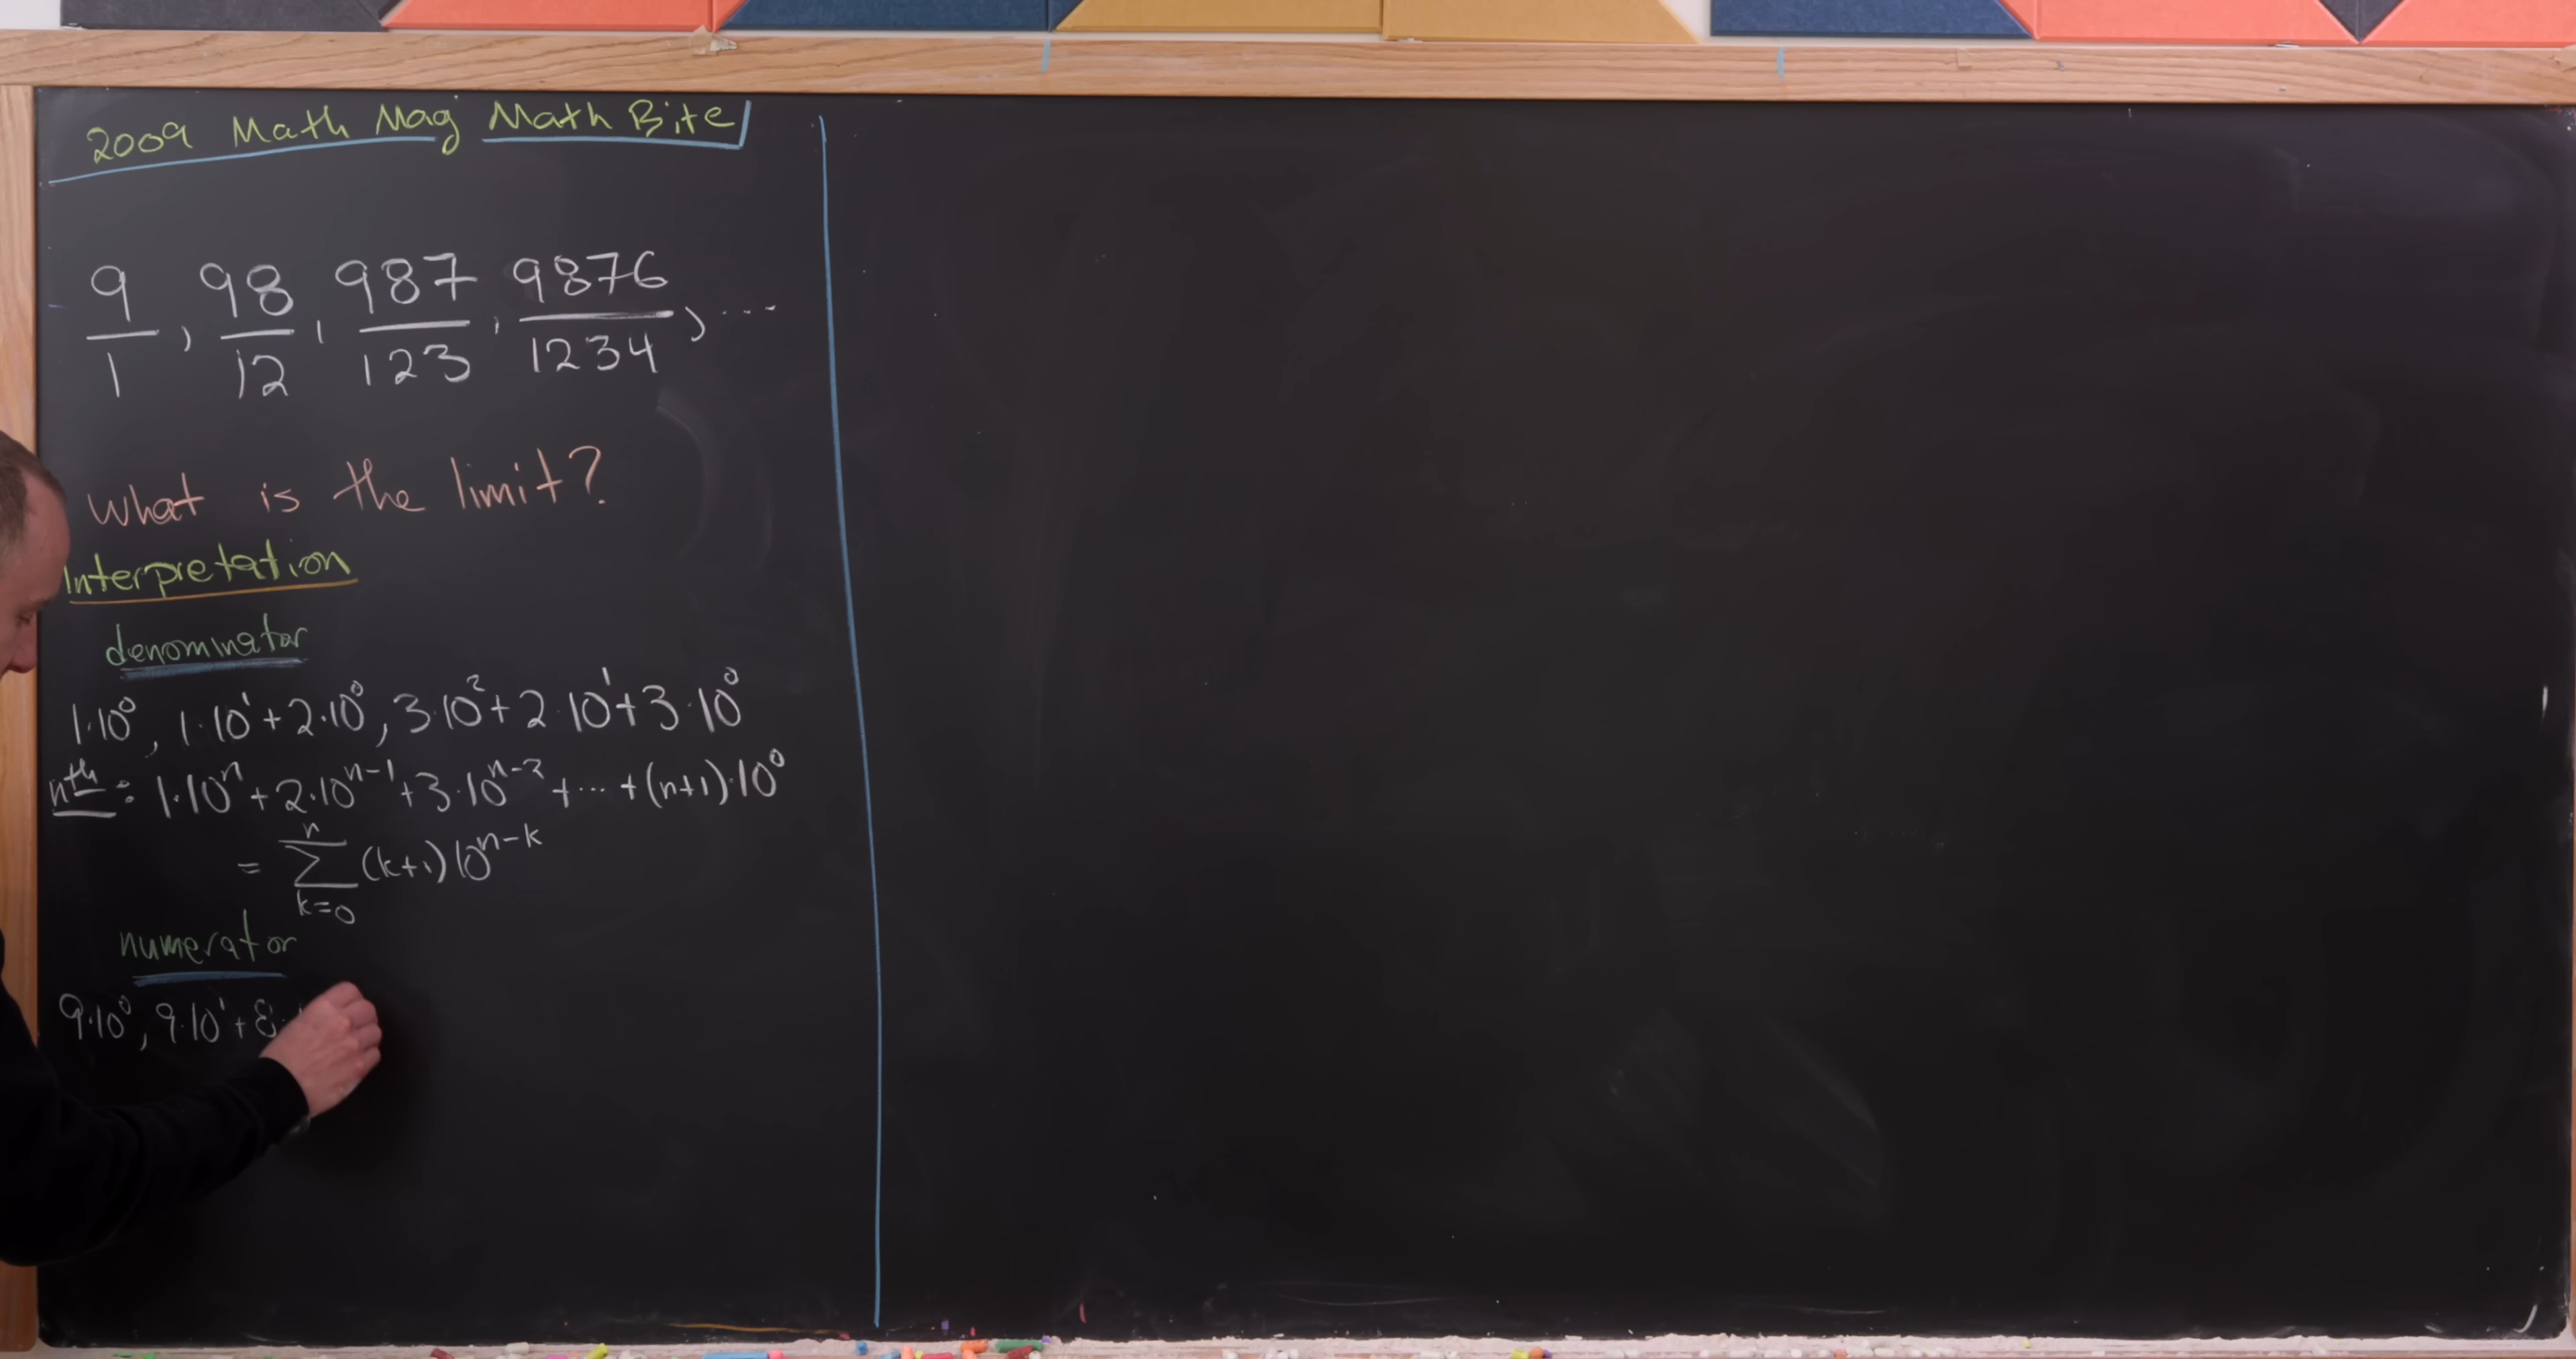 2009 Math Mag Math Bite
9/1, 98/12, 987/123, 9876/1234, ...
What is the limit?
Interpretation
denominator
1·10⁰, 1·10¹+2·10⁰, 3·10²+2·10¹+3·10⁰
nth: 1·10ⁿ+2·10ⁿ⁻¹+3·10ⁿ⁻²+···+(n+1)·10⁰
= ∑ₖ₌₀ⁿ (k+1)10ⁿ⁻ᵏ
numerator
9·10⁰, 9·10¹+8·